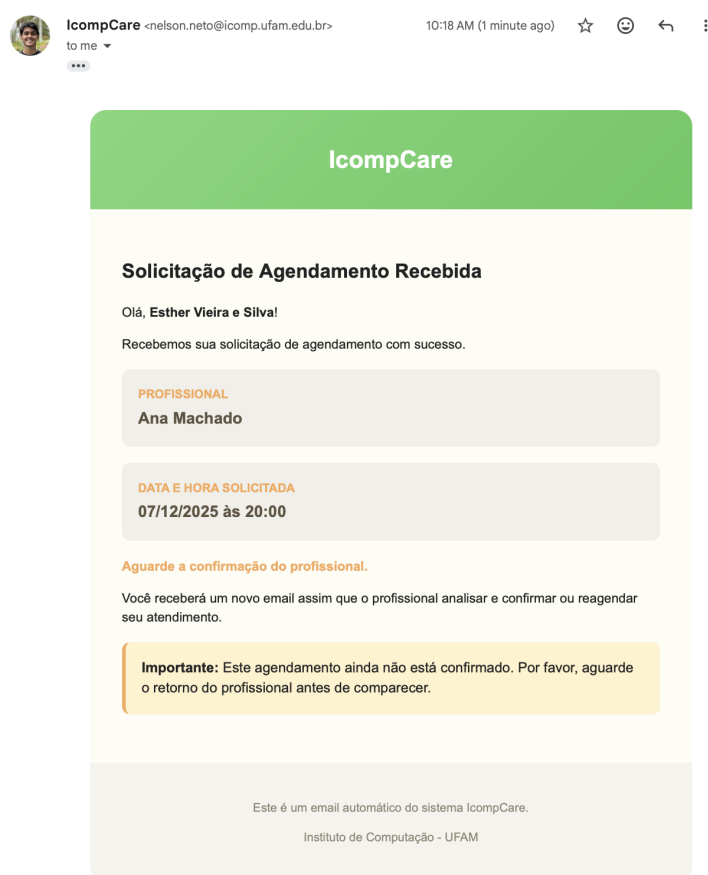 IcompCare <nelson.neto@icomp.ufam.edu.br> 10:18 AM (1 minute ago)
to me
IcompCare
Solicitação de Agendamento Recebida
Olá, Esther Vieira e Silva!
Recebemos sua solicitação de agendamento com sucesso.
PROFISSIONAL
Ana Machado
DATA E HORA SOLICITADA
07/12/2025 às 20:00
Aguarde a confirmação do profissional.
Você receberá um novo email assim que o profissional analisar e confirmar ou reagendar
seu atendimento.
Importante: Este agendamento ainda não está confirmado. Por favor, aguarde
o retorno do profissional antes de comparecer.
Este é um email automático do sistema IcompCare.
Instituto de Computação - UFAM